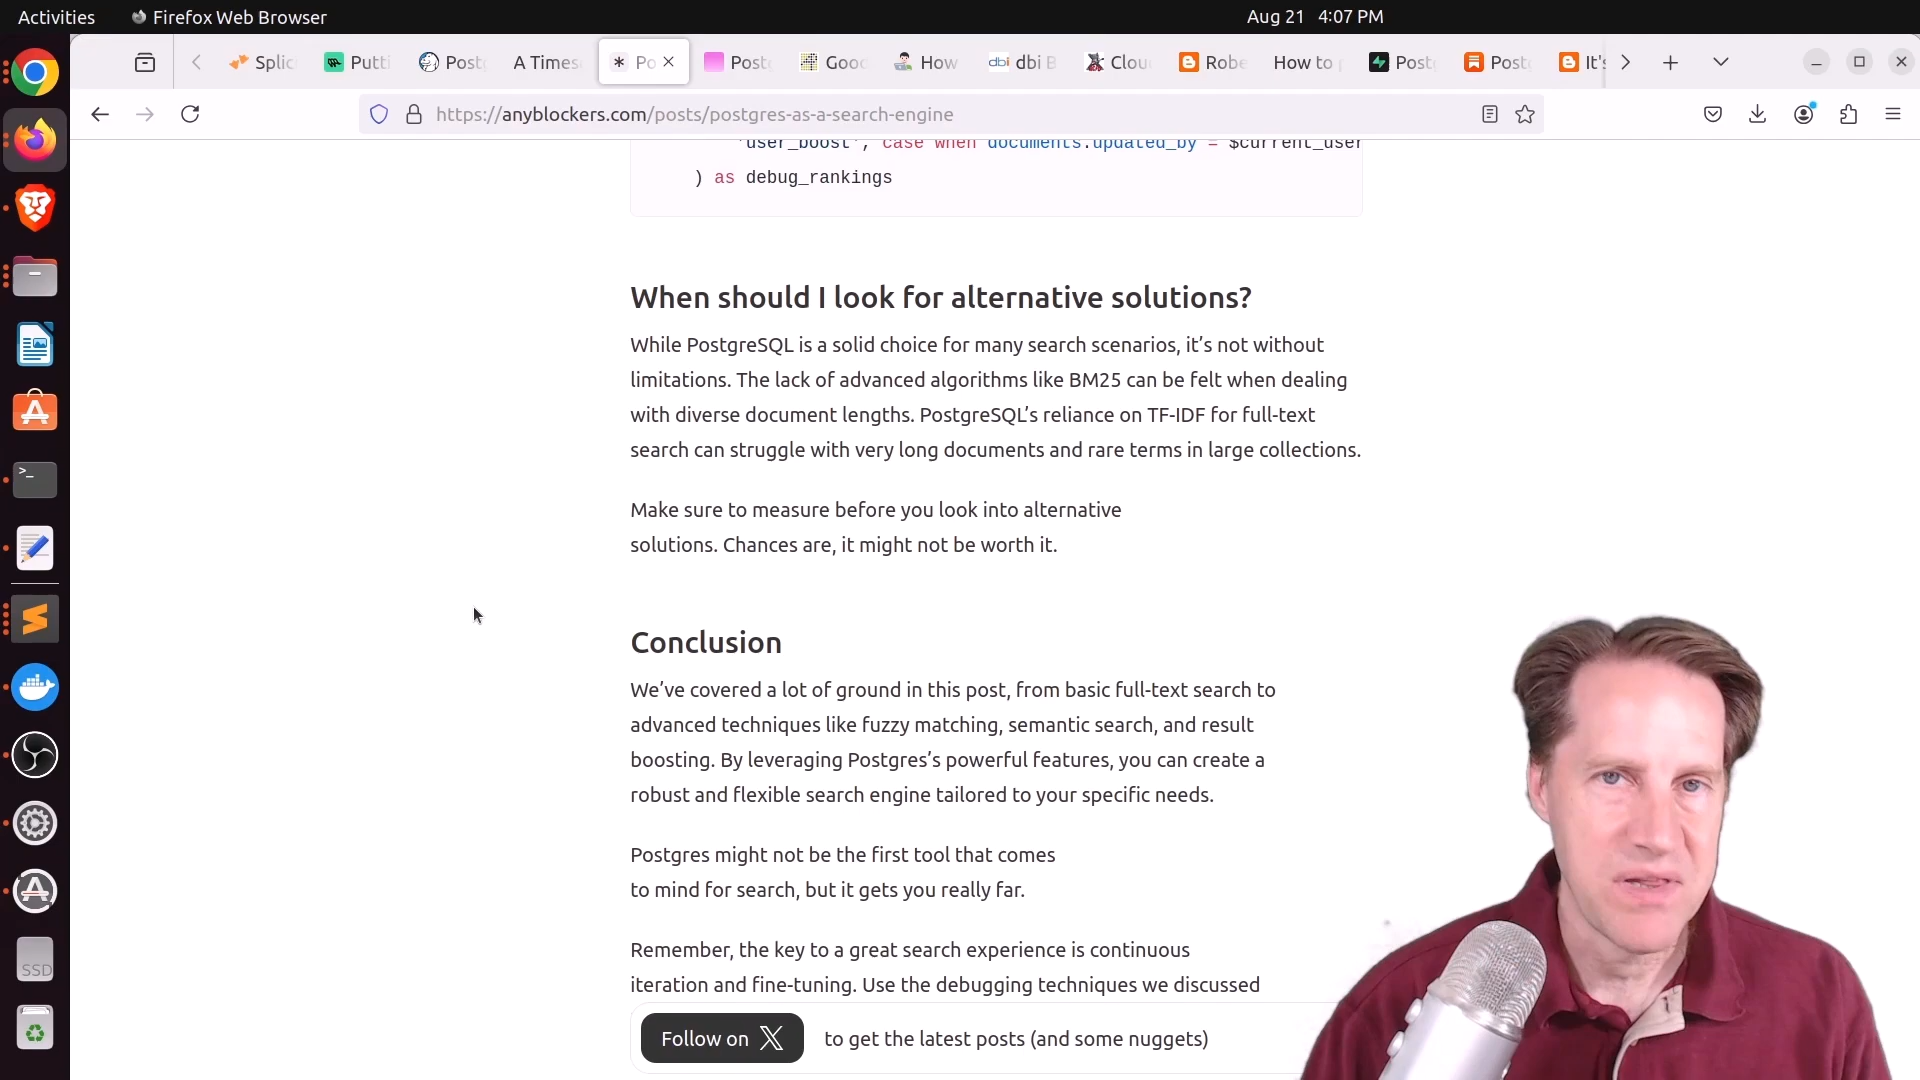 Activities
Firefox Web Browser
Aug 21 4:07 PM
Splic
Putti
Postg
A Times
Po
Postg
Good
How
dbi dbi B
Clou
Robe
How to
Postg
Postg
It's
https://anyblockers.com/posts/postgres-as-a-search-engine
'user_boost', case when documents.updated_by = $current_user
) as debug_rankings
When should I look for alternative solutions?
While PostgreSQL is a solid choice for many search scenarios, it’s not without
limitations. The lack of advanced algorithms like BM25 can be felt when dealing
with diverse document lengths. PostgreSQL’s reliance on TF-IDF for full-text
search can struggle with very long documents and rare terms in large collections.
Make sure to measure before you look into alternative
solutions. Chances are, it might not be worth it.
Conclusion
We’ve covered a lot of ground in this post, from basic full-text search to
advanced techniques like fuzzy matching, semantic search, and result
boosting. By leveraging Postgres’s powerful features, you can create a
robust and flexible search engine tailored to your specific needs.
Postgres might not be the first tool that comes
to mind for search, but it gets you really far.
Remember, the key to a great search experience is continuous
iteration and fine-tuning. Use the debugging techniques we discussed
Follow on X to get the latest posts (and some nuggets)
SSD